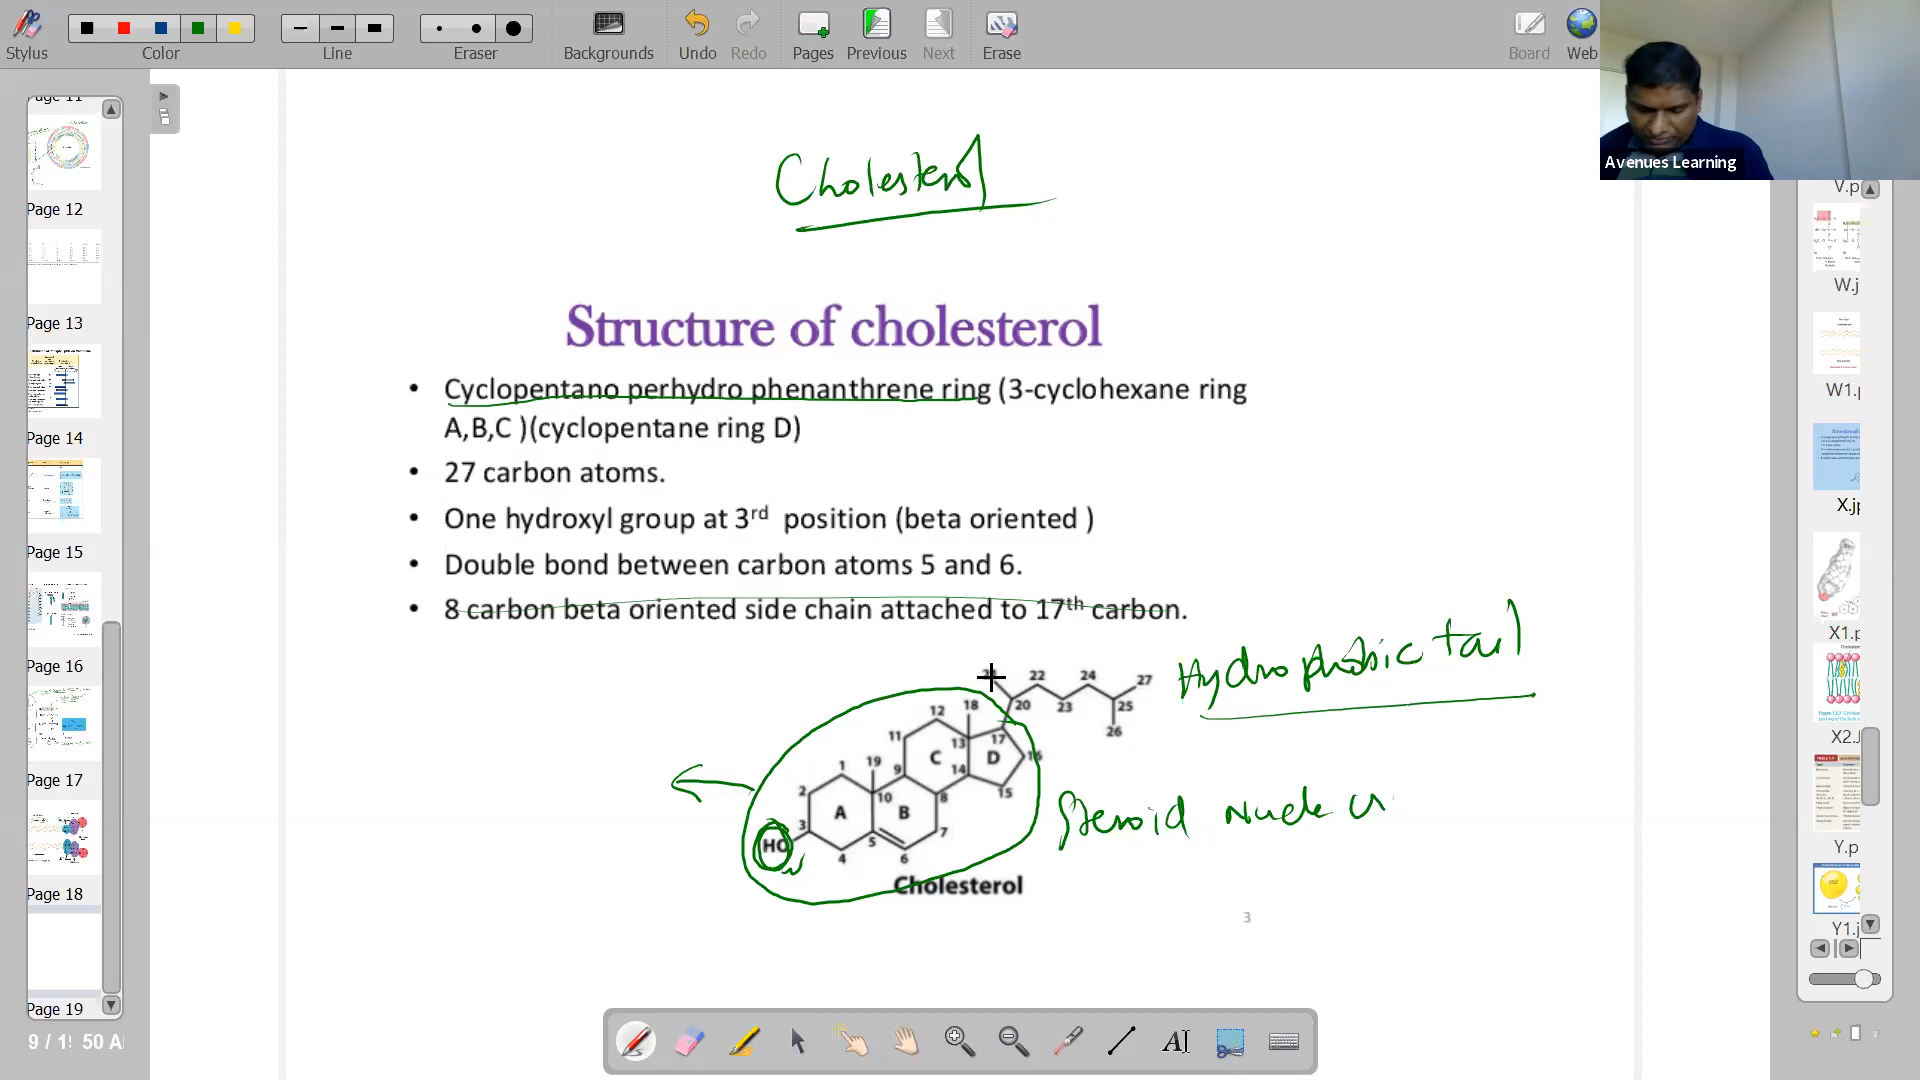 Stylus
Color
Line
Eraser
Backgrounds
Undo
Redo
Pages
Previous
Next
Erase
Board
Web
Avenues Learning
Page 12
Page 13
Page 14
Page 15
Page 16
Page 17
Page 18
Page 19
Cholesterol
Structure of cholesterol
• Cyclopentano perhydro phenanthrene ring (3-cyclohexane ring
A,B,C )(cyclopentane ring D)
• 27 carbon atoms.
• One hydroxyl group at 3rd position (beta oriented )
• Double bond between carbon atoms 5 and 6.
• 8 carbon beta oriented side chain attached to 17th carbon.
Hydrophobic tail
22 24 27
20 23 25
26
12 18
11 13 17 16
C D
1 19 9 14 15
2 10 8
A B
3 7
HO 5
4 6
Steroid
Cholesterol
3
V.p
W.j
W1.p
X.jp
X1.p
X2.J
Y.p
Y1.j